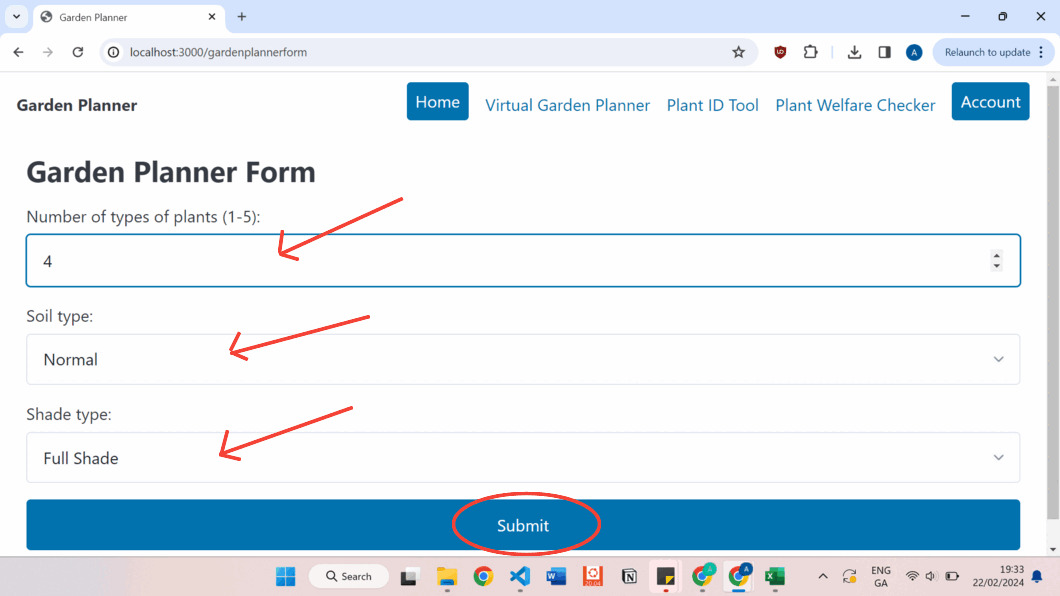 Garden Planner
localhost:3000/gardenplannerform
A
Relaunch to update
Garden Planner
Home
Virtual Garden Planner
Plant ID Tool
Plant Welfare Checker
Account
Garden Planner Form
Number of types of plants (1-5):
4
Soil type:
Normal
Shade type:
Full Shade
Submit
Search
20.04
A
ENG
GA
19:33
22/02/2024